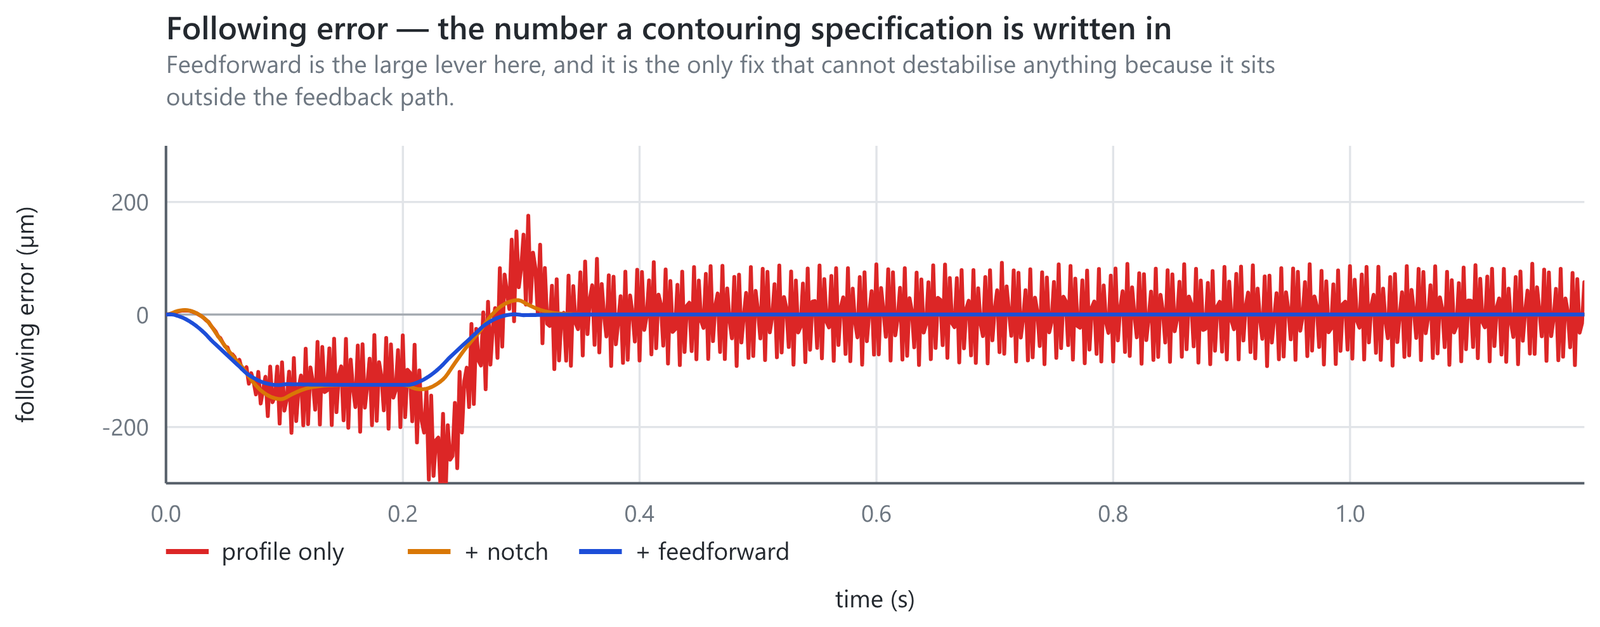 Following error — the number a contouring specification is written in
Feedforward is the large lever here, and it is the only fix that cannot destabilise anything because it sits
outside the feedback path.
following error (µm)
200
0
-200
0.0
0.2
0.4
0.6
0.8
1.0
profile only
+ notch
+ feedforward
time (s)